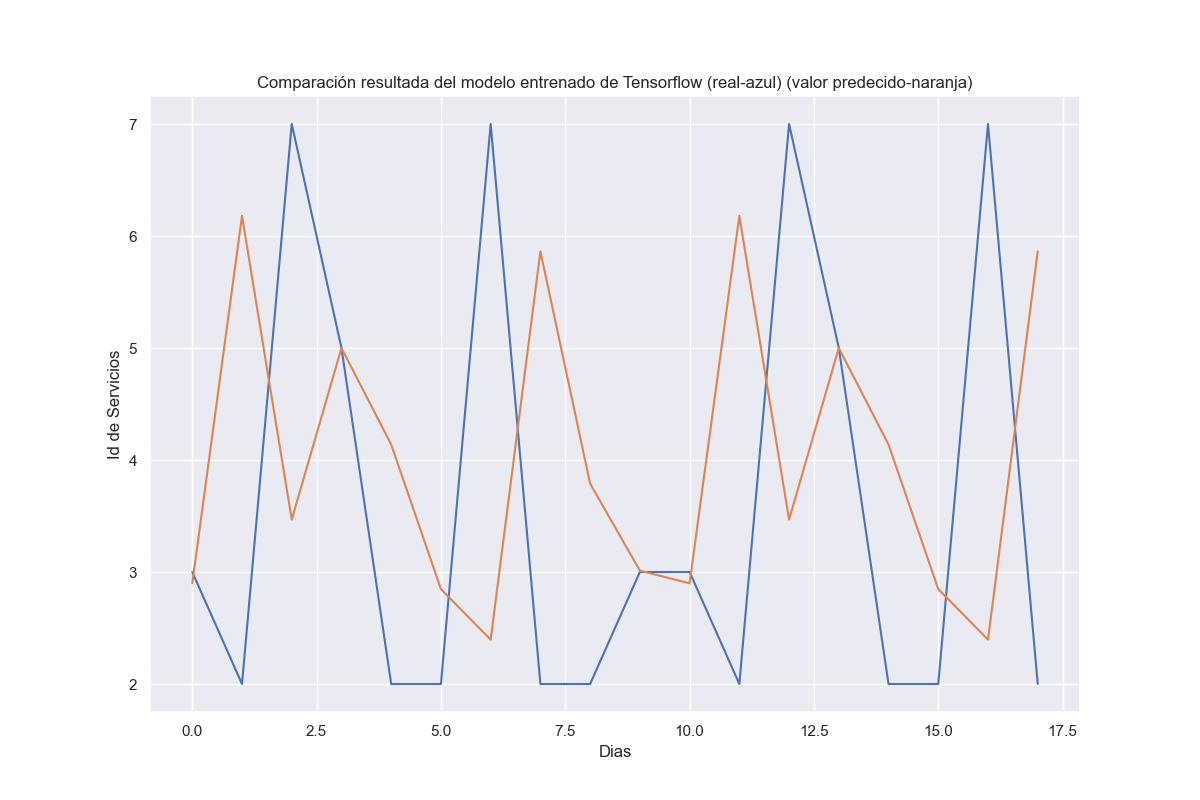 Comparación resultada del modelo entrenado de Tensorflow (real-azul) (valor predecido-naranja)
7
6
5
4
3
2
Id de Servicios
0.0 2.5 5.0 7.5 10.0 12.5 15.0 17.5
Dias